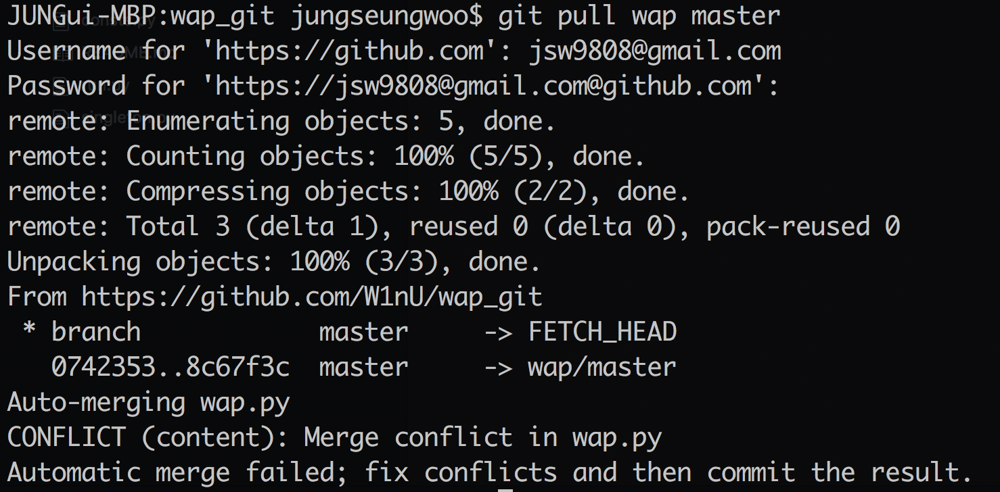 JUNGui-MBP:wap_git jungseungwoo$ git pull wap master
Username for 'https://github.com': jsw9808@gmail.com
Password for 'https://jsw9808@gmail.com@github.com':
remote: Enumerating objects: 5, done.
remote: Counting objects: 100% (5/5), done.
remote: Compressing objects: 100% (2/2), done.
remote: Total 3 (delta 1), reused 0 (delta 0), pack-reused 0
Unpacking objects: 100% (3/3), done.
From https://github.com/W1nU/wap_git
 * branch            master     -> FETCH_HEAD
   0742353..8c67f3c  master     -> wap/master
Auto-merging wap.py
CONFLICT (content): Merge conflict in wap.py
Automatic merge failed; fix conflicts and then commit the result.